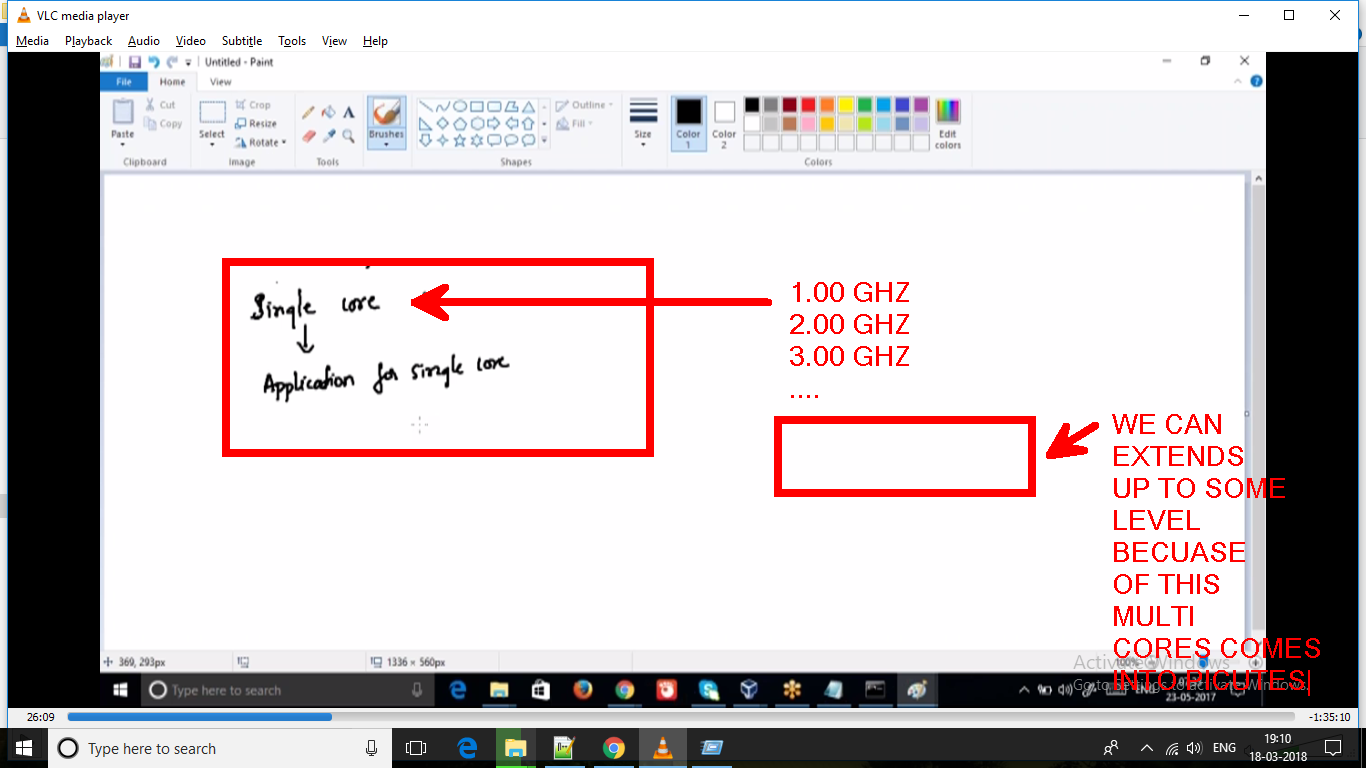 VLC media player
Media Playback Audio Video Subtitle Tools View Help
Untitled - Paint
File Home View
Paste Cut Copy
Select Crop Resize Rotate
A
Brushes
Outline
Fill
Size
Color 1
Color 2
Edit colors
Clipboard Image Tools Shapes Colors
Single core
Application for single core
1.00 GHZ
2.00 GHZ
3.00 GHZ
....
WE CAN
EXTENDS
UP TO SOME
LEVEL
BECUASE
OF THIS
MULTI
CORES COMES
INTO PICUTES
369, 293px
1336 × 560px
100%
Activate Windows
Go to Settings to activate Windows.
Type here to search
ENG
23-05-2017
26:09
-1:35:10
Type here to search
ENG
19:10
18-03-2018